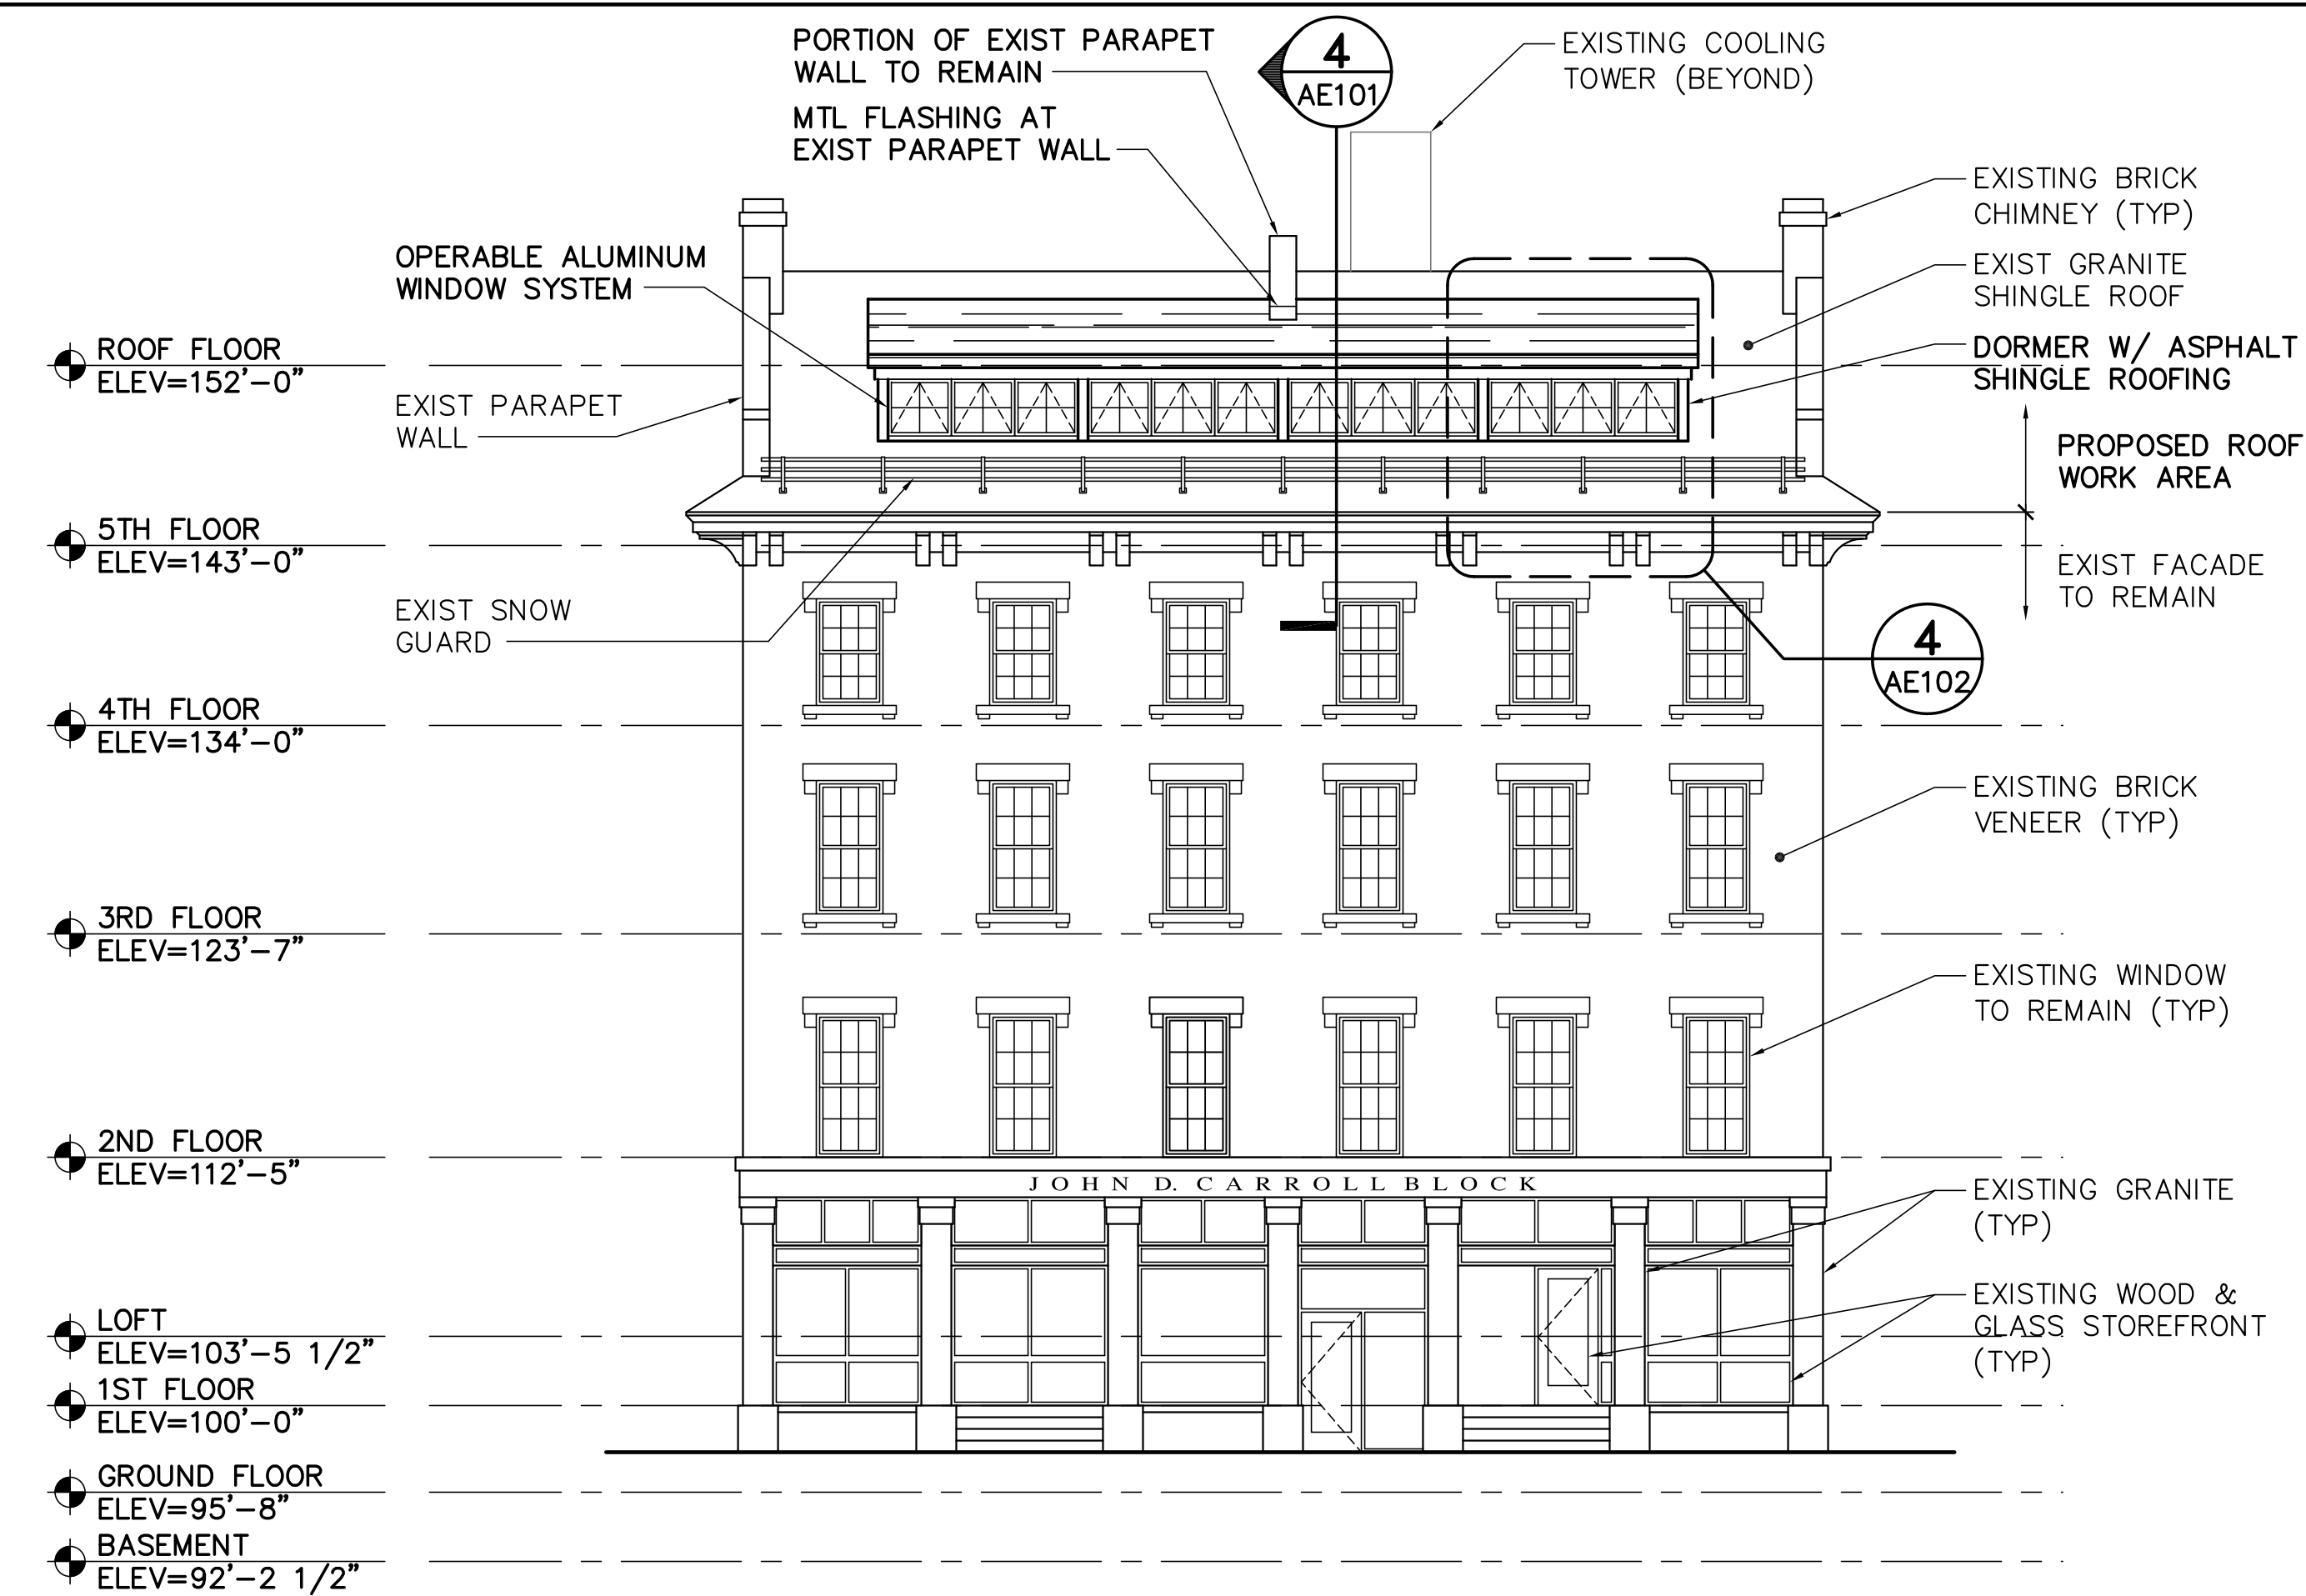 PORTION OF EXIST PARAPET
WALL TO REMAIN
MTL FLASHING AT
EXIST PARAPET WALL
4
AE101
EXISTING COOLING
TOWER (BEYOND)
EXISTING BRICK
CHIMNEY (TYP)
EXIST GRANITE
SHINGLE ROOF
DORMER W/ ASPHALT
SHINGLE ROOFING
PROPOSED ROOF
WORK AREA
EXIST FACADE
TO REMAIN
4
AE102
EXISTING BRICK
VENEER (TYP)
EXISTING WINDOW
TO REMAIN (TYP)
EXISTING GRANITE
(TYP)
EXISTING WOOD &
GLASS STOREFRONT
(TYP)
OPERABLE ALUMINUM
WINDOW SYSTEM
EXIST PARAPET
WALL
EXIST SNOW
GUARD
ROOF FLOOR
ELEV=152'-0"
5TH FLOOR
ELEV=143'-0"
4TH FLOOR
ELEV=134'-0"
3RD FLOOR
ELEV=123'-7"
2ND FLOOR
ELEV=112'-5"
LOFT
ELEV=103'-5 1/2"
1ST FLOOR
ELEV=100'-0"
GROUND FLOOR
ELEV=95'-8"
BASEMENT
ELEV=92'-2 1/2"
JOHN D. CARROLL BLOCK